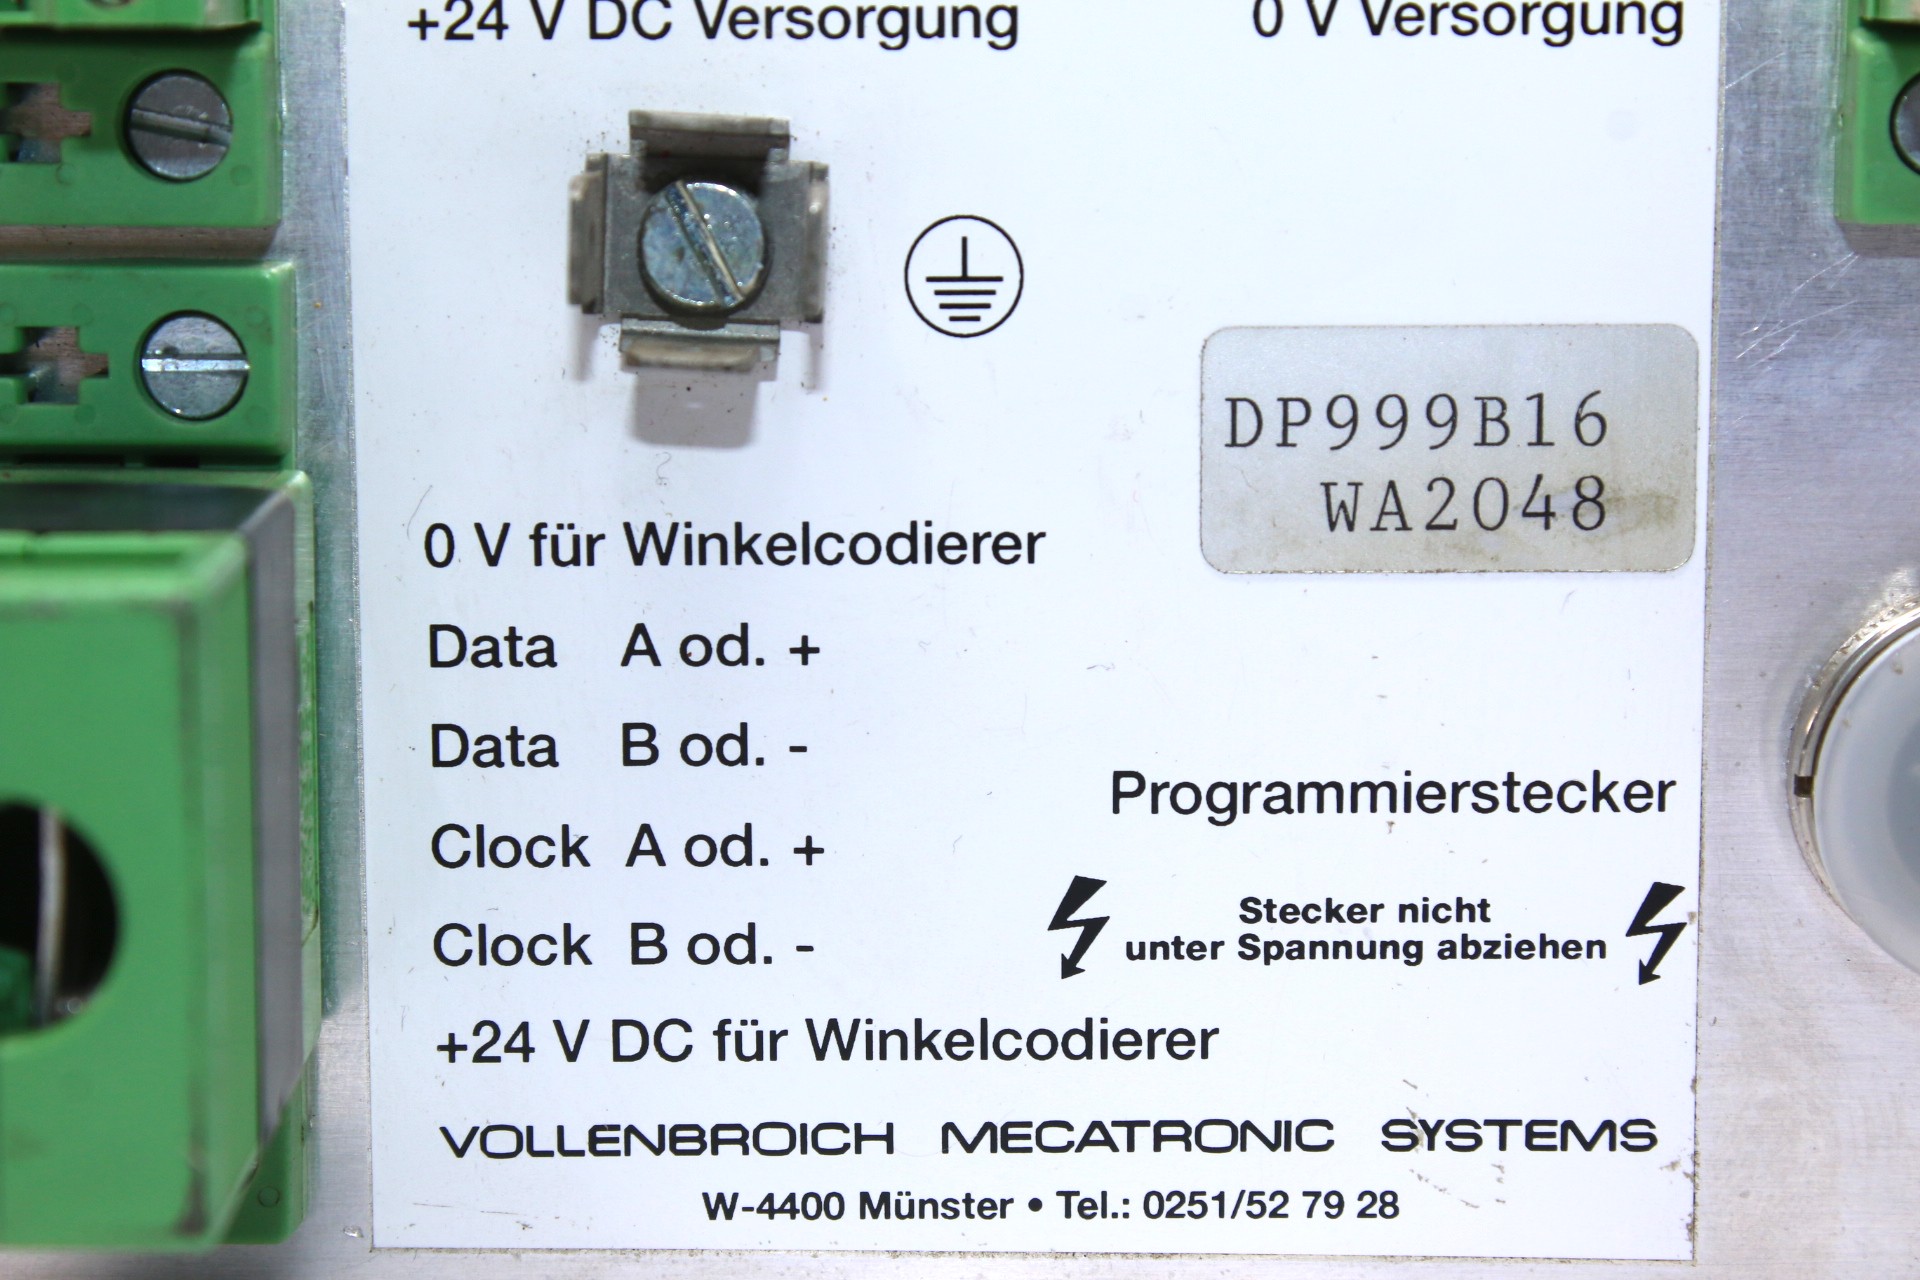 +24 V DC Versorgung 0 V Versorgung
DP999B16
WA2048
0 V für Winkelcodierer
Data A od. +
Data B od. -
Programmierstecker
Clock A od. +
Stecker nicht
unter Spannung abziehen
Clock B od. -
+24 V DC für Winkelcodierer
VOLLENBROICH MECATRONIC SYSTEMS
W-4400 Münster • Tel.: 0251/52 79 28